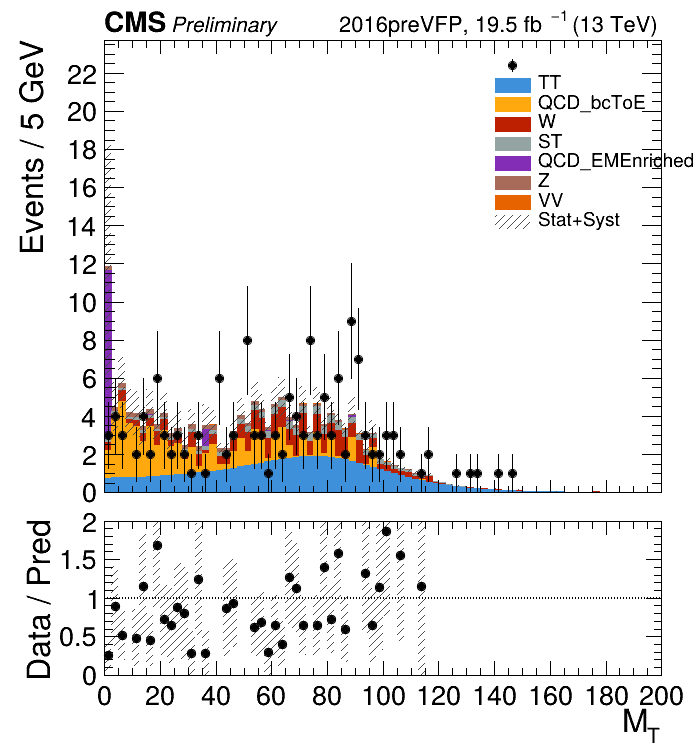 CMS Preliminary 2016preVFP, 19.5 fb ⁻¹ (13 TeV)
Events / 5 GeV
22
20
18
16
14
12
10
8
6
4
2
0
TT
QCD_bcToE
W
ST
QCD_EMEnriched
Z
VV
Stat+Syst
Data / Pred
2
1.5
1
0.5
0
0 20 40 60 80 100 120 140 160 180 200
M_T